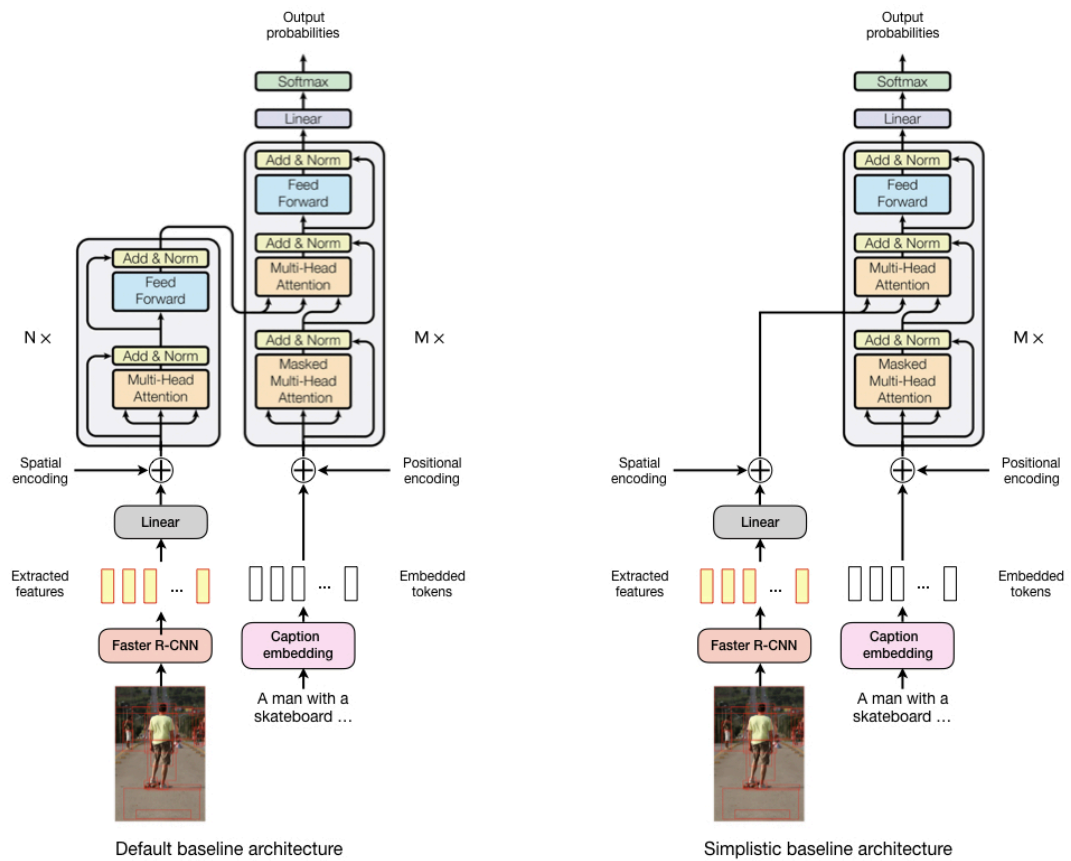 Output
probabilities
Softmax
Linear
Add & Norm
Feed
Forward
Add & Norm
Multi-Head
Attention
Add & Norm
Masked
Multi-Head
Attention
M ×
Add & Norm
Feed
Forward
N ×
Add & Norm
Multi-Head
Attention
Spatial
encoding
Positional
encoding
Linear
Extracted
features
...
...
Embedded
tokens
Faster R-CNN
Caption
embedding
A man with a
skateboard ...
Default baseline architecture
Output
probabilities
Softmax
Linear
Add & Norm
Feed
Forward
Add & Norm
Multi-Head
Attention
Add & Norm
Masked
Multi-Head
Attention
M ×
Spatial
encoding
Positional
encoding
Linear
Extracted
features
...
...
Embedded
tokens
Faster R-CNN
Caption
embedding
A man with a
skateboard ...
Simplistic baseline architecture